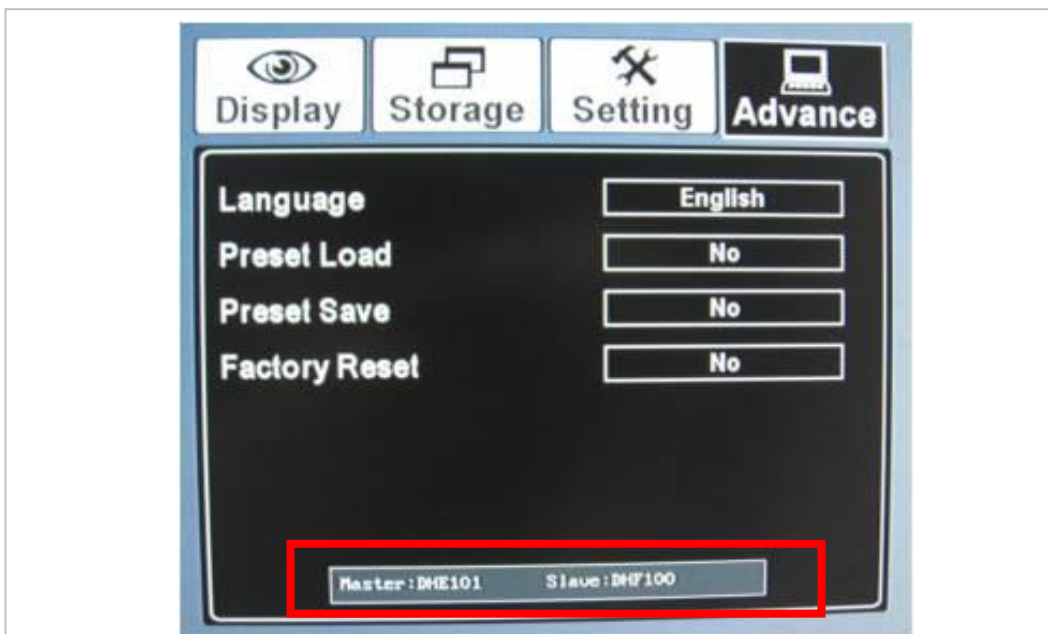 Display Storage Setting Advance
Language English
Preset Load No
Preset Save No
Factory Reset No
Master:DHE101 Slave:DHF100